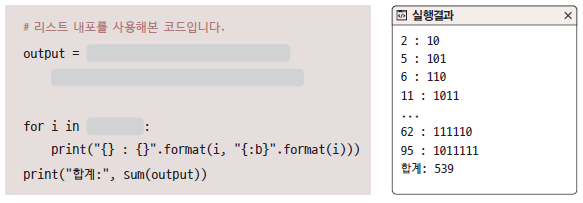 # 리스트 내포를 사용해본 코드입니다.
output =
for i in :
print("{} : {}".format(i, "{:b}".format(i)))
print("합계:", sum(output))
실행결과
2 : 10
5 : 101
6 : 110
11 : 1011
...
62 : 111110
95 : 1011111
합계: 539